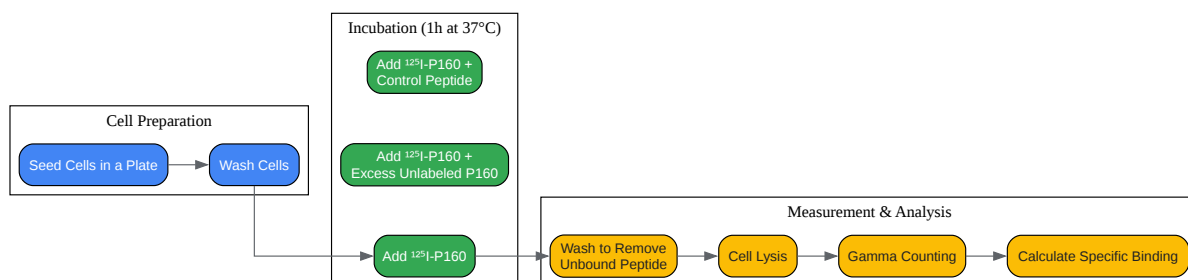 Cell Preparation
Seed Cells in a Plate
Wash Cells
Incubation (1h at 37°C)
Add ¹²⁵I-P160 +
Control Peptide
Add ¹²⁵I-P160 +
Excess Unlabeled P160
Add ¹²⁵I-P160
Measurement & Analysis
Wash to Remove
Unbound Peptide
Cell Lysis
Gamma Counting
Calculate Specific Binding